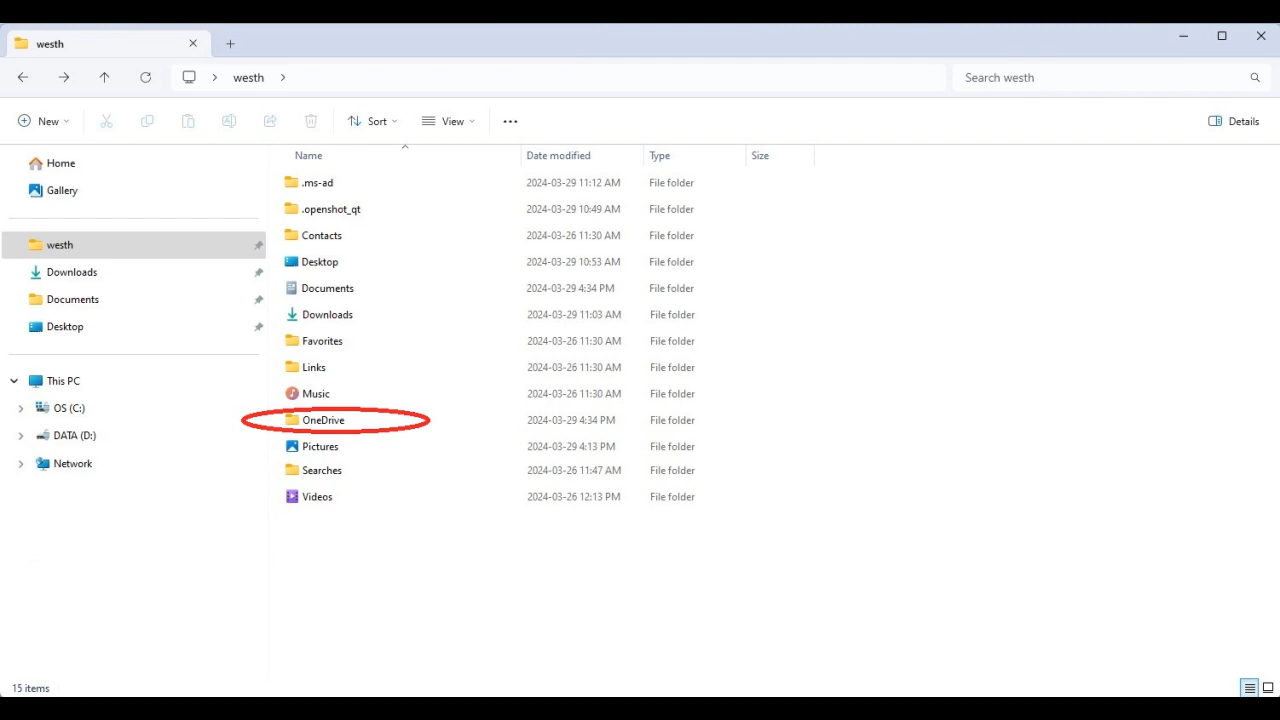 westh
westh
Search westh
New
Sort
View
Details
Home
Gallery
westh
Downloads
Documents
Desktop
This PC
OS (C:)
DATA (D:)
Network
Name Date modified Type Size
.ms-ad 2024-03-29 11:12 AM File folder
.openshot_qt 2024-03-29 10:49 AM File folder
Contacts 2024-03-26 11:30 AM File folder
Desktop 2024-03-29 10:53 AM File folder
Documents 2024-03-29 4:34 PM File folder
Downloads 2024-03-29 11:03 AM File folder
Favorites 2024-03-26 11:30 AM File folder
Links 2024-03-26 11:30 AM File folder
Music 2024-03-26 11:30 AM File folder
OneDrive 2024-03-29 4:34 PM File folder
Pictures 2024-03-29 4:13 PM File folder
Searches 2024-03-26 11:47 AM File folder
Videos 2024-03-26 12:13 PM File folder
15 items